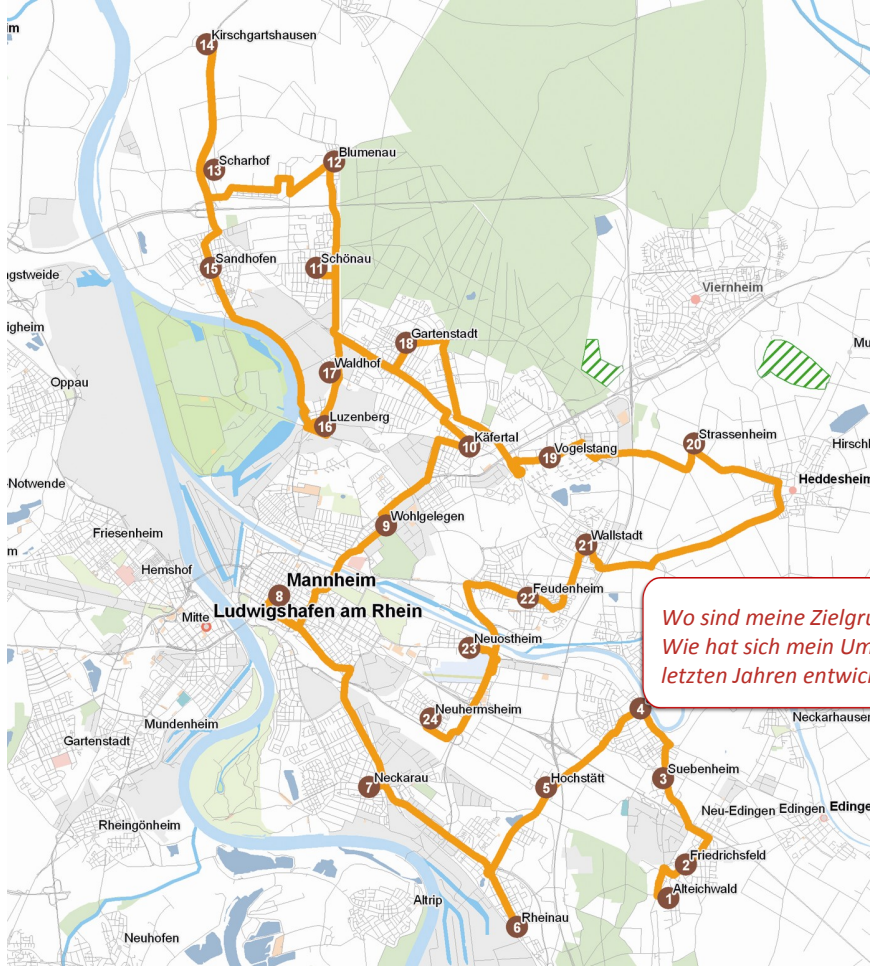 14 Kirschgartshausen
13 Scharhof
12 Blumenau
15 Sandhofen
11 Schönau
Viernheim
18 Gartenstadt
17 Waldhof
Oppau
16 Luzenberg
10 Käfertal
19 Vogelstang
20 Strassenheim
Heddesheim
Notwende
9 Wohlgelegen
Friesenheim
21 Wallstadt
Hemshof
8 Mannheim
22 Feudenheim
Mitte
Ludwigshafen am Rhein
Wo sind meine Zielgru
Wie hat sich mein Um
letzten Jahren entwic
23 Neuostheim
24 Neuhermsheim
4
Neckarhausen
Mundenheim
Gartenstadt
7 Neckarau
5 Hochstätt
3 Suebenheim
Rheingönheim
Neu-Edingen
Edingen
Edinge
2 Friedrichsfeld
1 Alteichwald
Altrip
6 Rheinau
Neuhofen